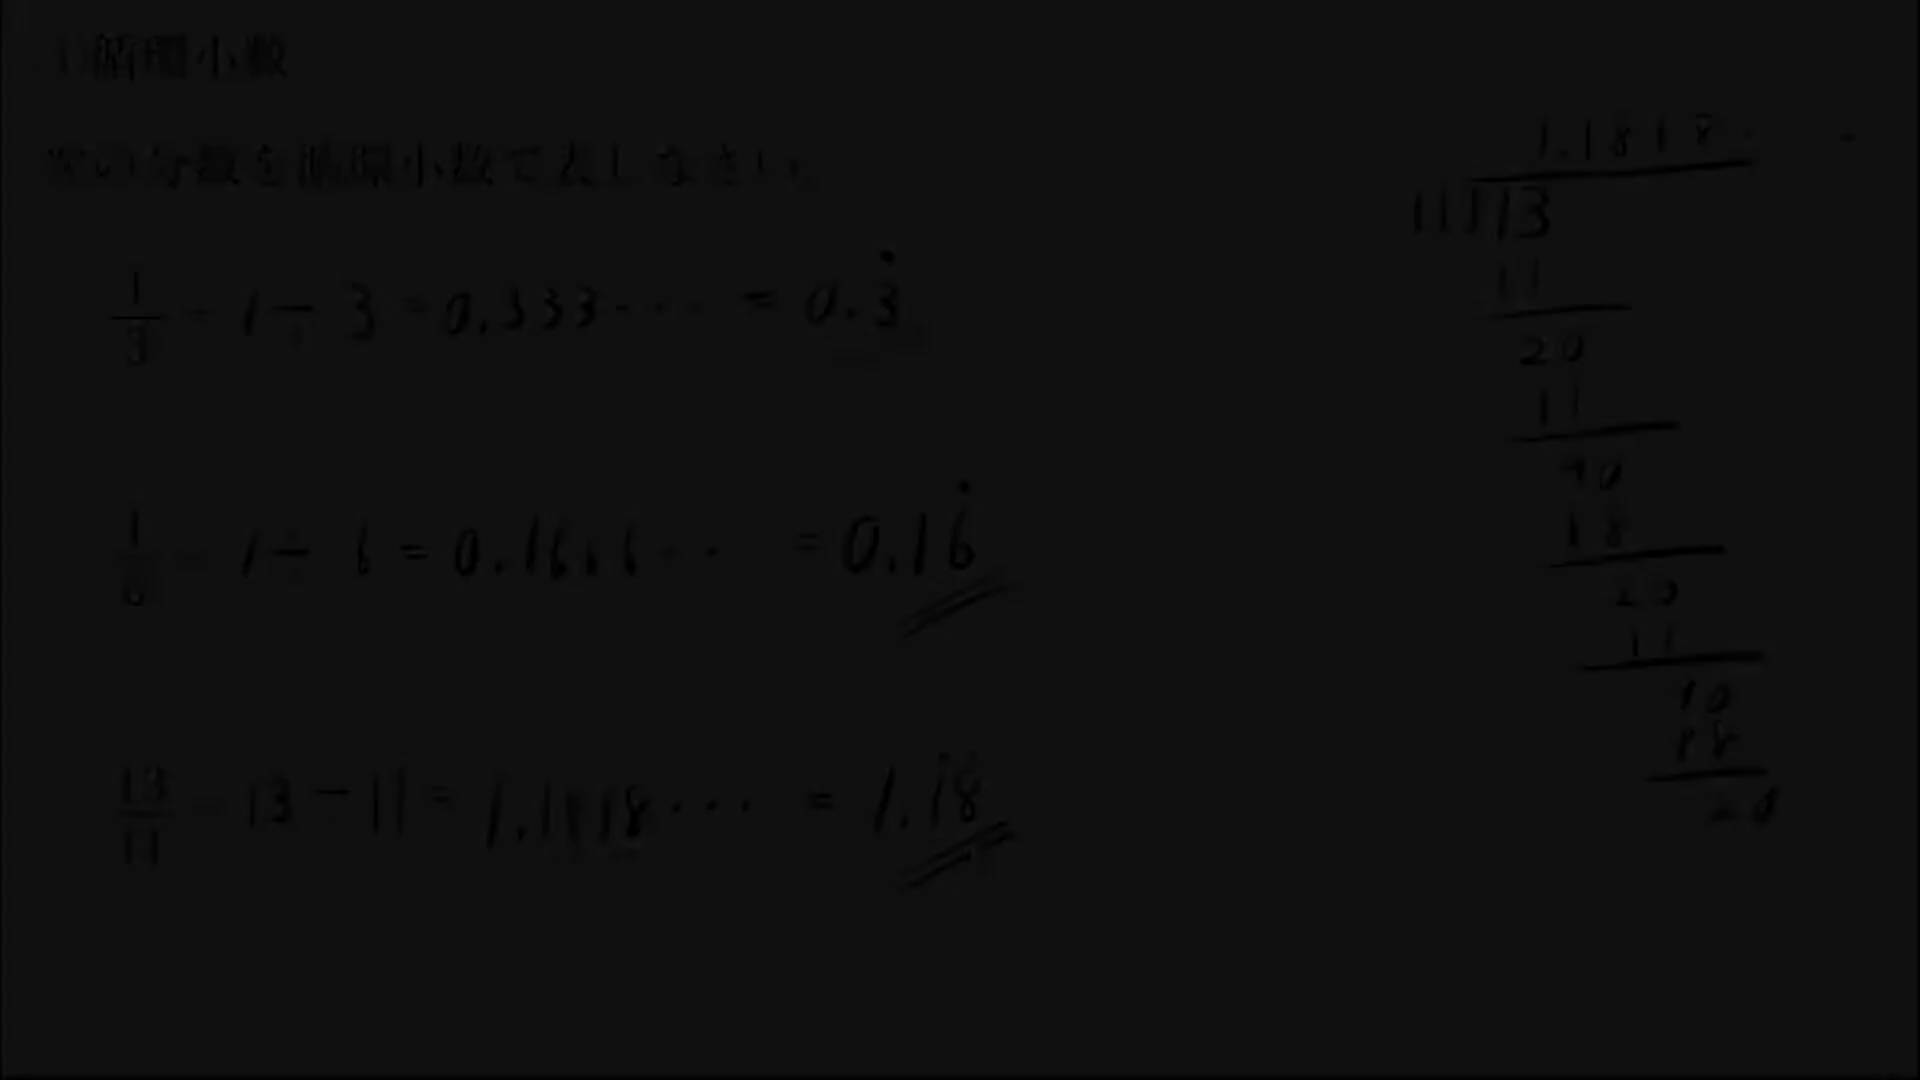 ①循環小数
次の分数を循環小数で表しなさい。
1/3 = 1 ÷ 3 = 0.333··· = 0.3̇
1/6 = 1 ÷ 6 = 0.1666··· = 0.16̇
13/11 = 13 ÷ 11 = 1.1818··· = 1.1̇8̇
1.1818···
11)13
11
20
11
90
88
20
11
90
88
20